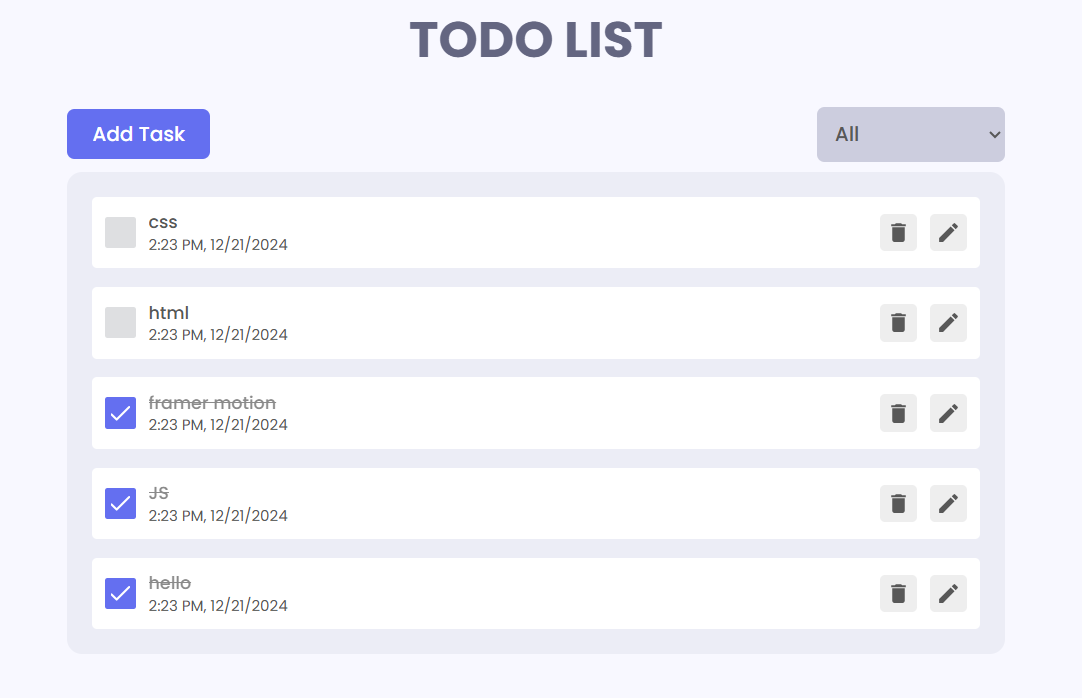 TODO LIST
Add Task
All
css
2:23 PM, 12/21/2024
html
2:23 PM, 12/21/2024
framer motion
2:23 PM, 12/21/2024
JS
2:23 PM, 12/21/2024
hello
2:23 PM, 12/21/2024